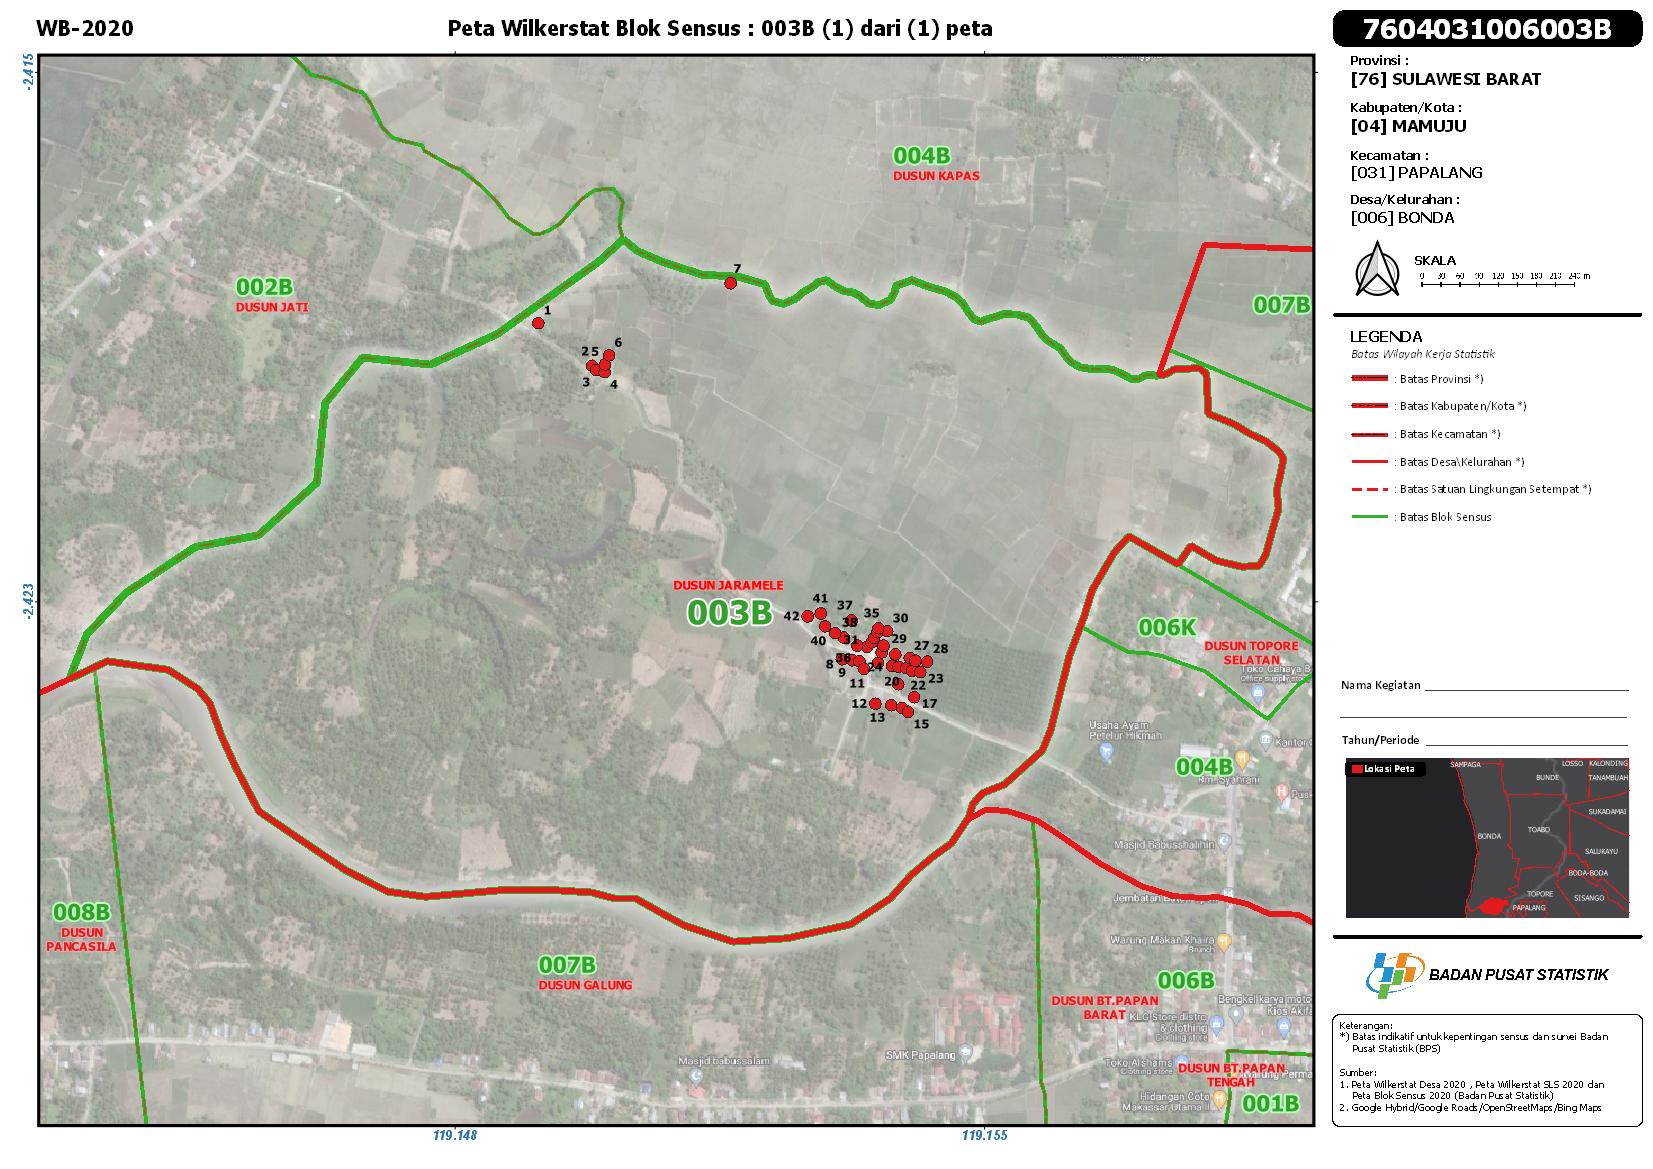 WB-2020
Peta Wilkerstat Blok Sensus : 003B (1) dari (1) peta
7604031006003B
Provinsi :
[76] SULAWESI BARAT
Kabupaten/Kota :
[04] MAMUJU
Kecamatan :
[031] PAPALANG
Desa/Kelurahan :
[006] BONDA
SKALA
0 30 60 90 120 150 180 210 240 m
LEGENDA
Batas Wilayah Kerja Statistik
: Batas Provinsi *)
: Batas Kabupaten/Kota *)
: Batas Kecamatan *)
: Batas Desa\Kelurahan *)
: Batas Satuan Lingkungan Setempat *)
: Batas Blok Sensus
Nama Kegiatan
Tahun/Periode
Lokasi Peta
SAMPAGA
LOSSO
KALONDING
BUNDE
TANAMBUAH
SUKADAMAI
BONDA
TOABO
SALUKAYU
BODA-BODA
TOPORE
SISANGO
PAPALANG
BADAN PUSAT STATISTIK
Keterangan:
*) Batas indikatif untuk kepentingan sensus dan survei Badan
Pusat Statistik (BPS)
Sumber:
1. Peta Wilkerstat Desa 2020 , Peta Wilkerstat SLS 2020 dan
Peta Blok Sensus 2020 (Badan Pusat Statistik)
2. Google Hybrid/Google Roads/OpenStreetMaps/Bing Maps
-2.415
-2.423
119.148
119.155
004B
DUSUN KAPAS
002B
DUSUN JATI
007B
7
1
2 5 6
3 4
DUSUN JARAMELE
003B
41
42
37
35
30
38
40
31
29
27
28
36
8
9
24
23
11
20
22
12
17
13
15
006K
DUSUN TOPORE
SELATAN
Toko Cahaya B
Office supply store
Usaha Ayam
Petelur Hikmah
Kantor
004B
Rm. Syahrani
Masjid Babusshalihin
Warung Makan Khaira
Brunch
008B
DUSUN
PANCASILA
007B
DUSUN GALUNG
006B
DUSUN BT.PAPAN
BARAT
Bengkel karya moto
Kios Akifa
KLG Store distro
& clothing
Clothing store
Masjid babussalam
SMK Papalang
Toko Alshams
Clothing store
DUSUN BT.PAPAN
TENGAH
Hidangan Coto
Makassar Utama II
001B